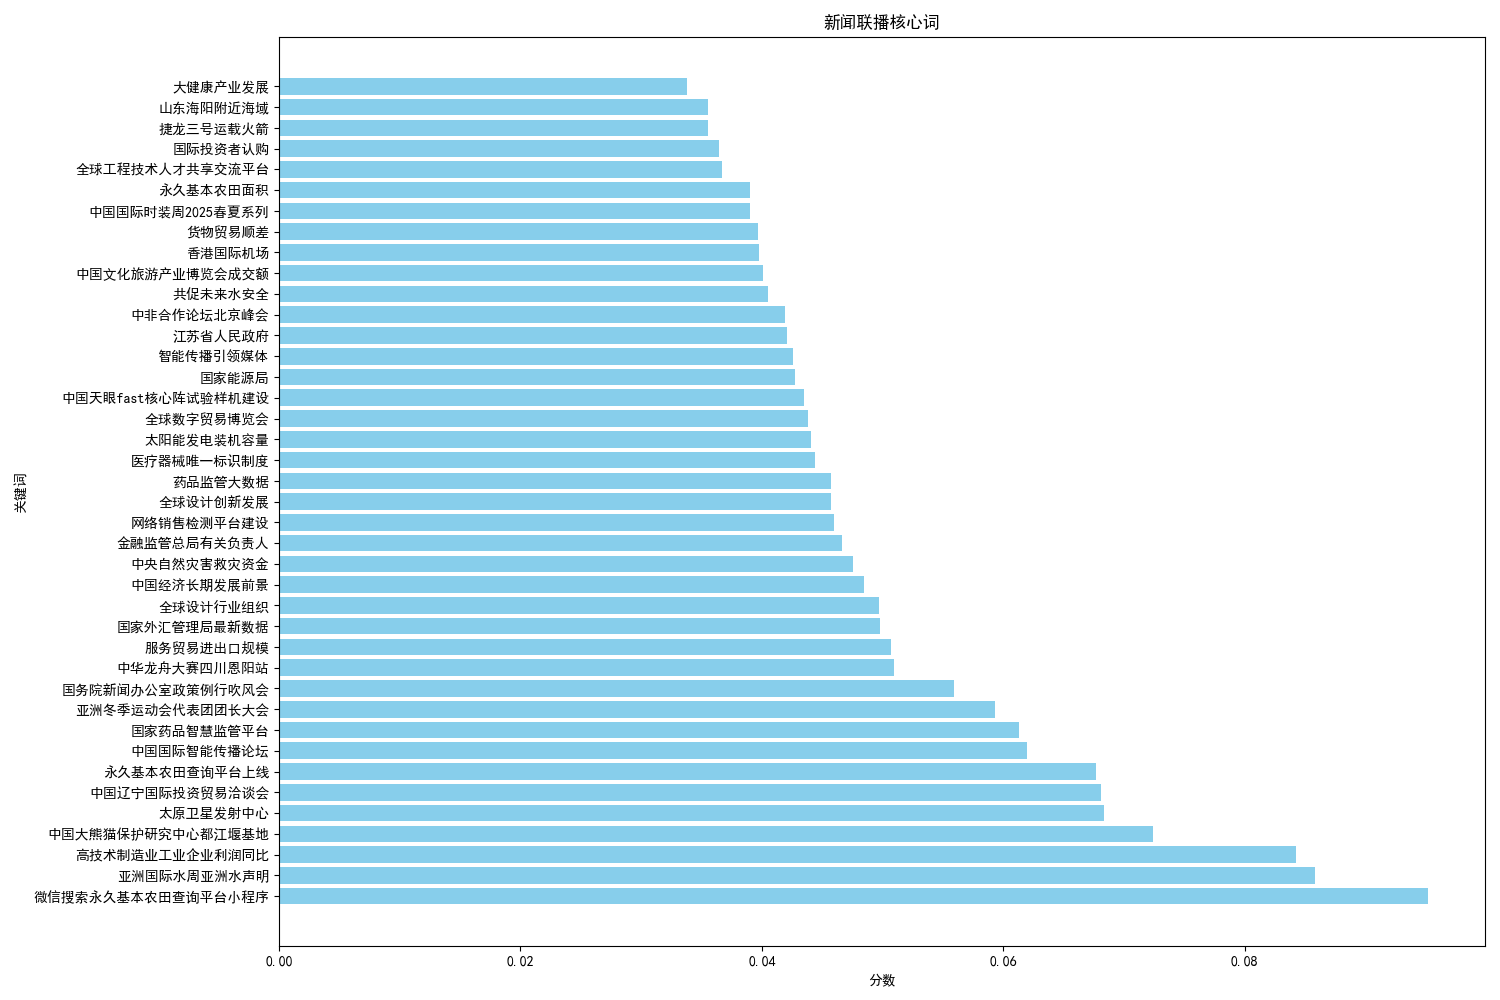 新闻联播核心词
大健康产业发展
山东海阳附近海域
捷龙三号运载火箭
国际投资者认购
全球工程技术人才共享交流平台
永久基本农田面积
中国国际时装周2025春夏系列
货物贸易顺差
香港国际机场
中国文化旅游产业博览会成交额
共促未来水安全
中非合作论坛北京峰会
江苏省人民政府
智能传播引领媒体
国家能源局
中国天眼fast核心阵试验样机建设
全球数字贸易博览会
太阳能发电装机容量
医疗器械唯一标识制度
药品监管大数据
全球设计创新发展
网络销售检测平台建设
金融监管总局有关负责人
中央自然灾害救灾资金
中国经济长期发展前景
全球设计行业组织
国家外汇管理局最新数据
服务贸易进出口规模
中华龙舟大赛四川恩阳站
国务院新闻办公室政策例行吹风会
亚洲冬季运动会代表团团长大会
国家药品智慧监管平台
中国国际智能传播论坛
永久基本农田查询平台上线
中国辽宁国际投资贸易洽谈会
太原卫星发射中心
中国大熊猫保护研究中心都江堰基地
高技术制造业工业企业利润同比
亚洲国际水周亚洲水声明
微信搜索永久基本农田查询平台小程序
关键词
0.00 0.02 0.04 0.06 0.08
分数